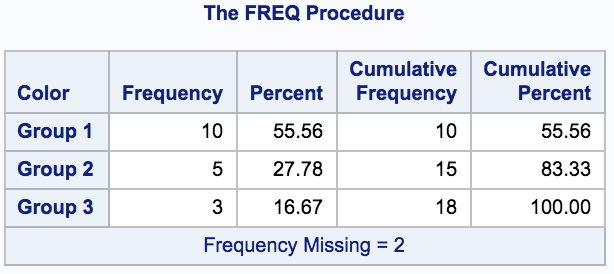 The FREQ Procedure
Color Frequency Percent Cumulative Frequency Cumulative Percent
Group 1 10 55.56 10 55.56
Group 2 5 27.78 15 83.33
Group 3 3 16.67 18 100.00
Frequency Missing = 2